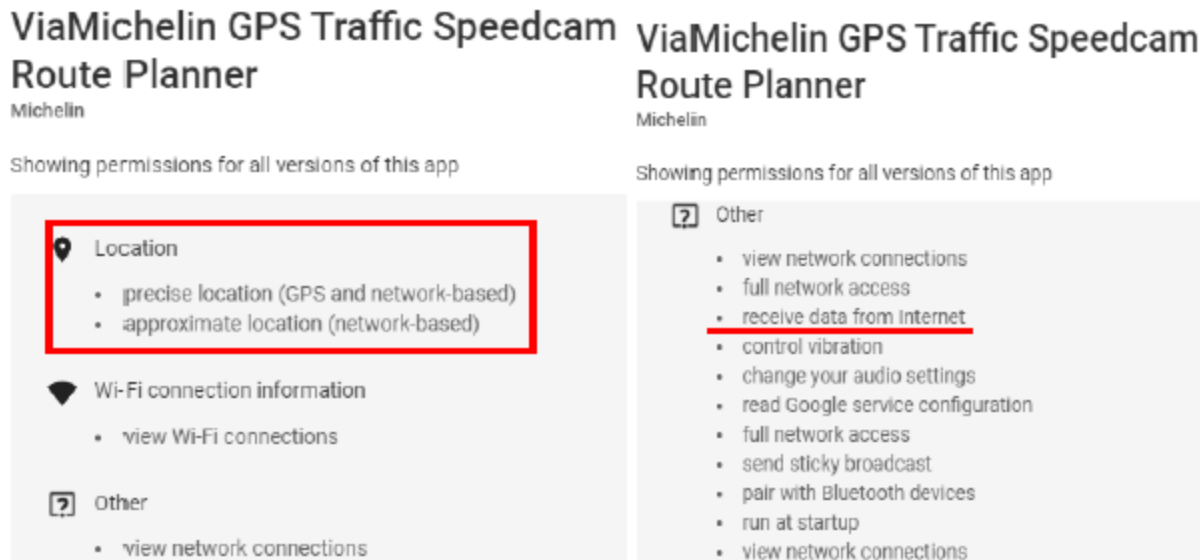 ViaMichelin GPS Traffic Speedcam
Route Planner
Michelin
Showing permissions for all versions of this app
Location
• precise location (GPS and network-based)
• approximate location (network-based)
Wi-Fi connection information
• view Wi-Fi connections
Other
• view network connections
ViaMichelin GPS Traffic Speedcam
Route Planner
Michelin
Showing permissions for all versions of this app
Other
• view network connections
• full network access
• receive data from Internet
• control vibration
• change your audio settings
• read Google service configuration
• full network access
• send sticky broadcast
• pair with Bluetooth devices
• run at startup
• view network connections